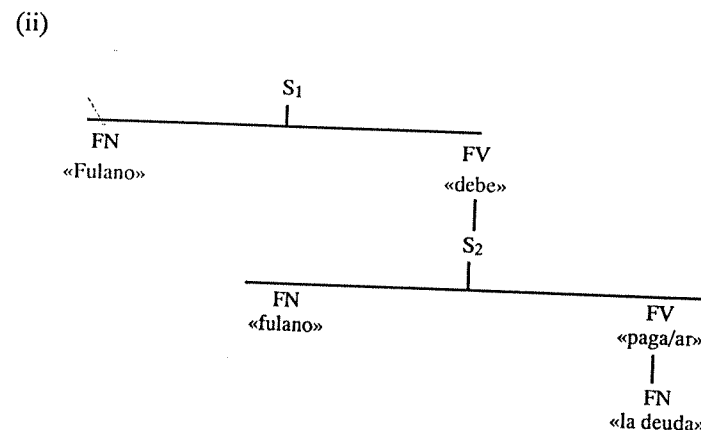 (ii)
S₁
FN FV
«Fulano» «debe»
S₂
FN FV
«fulano» «paga/ar»
FN
«la deuda»